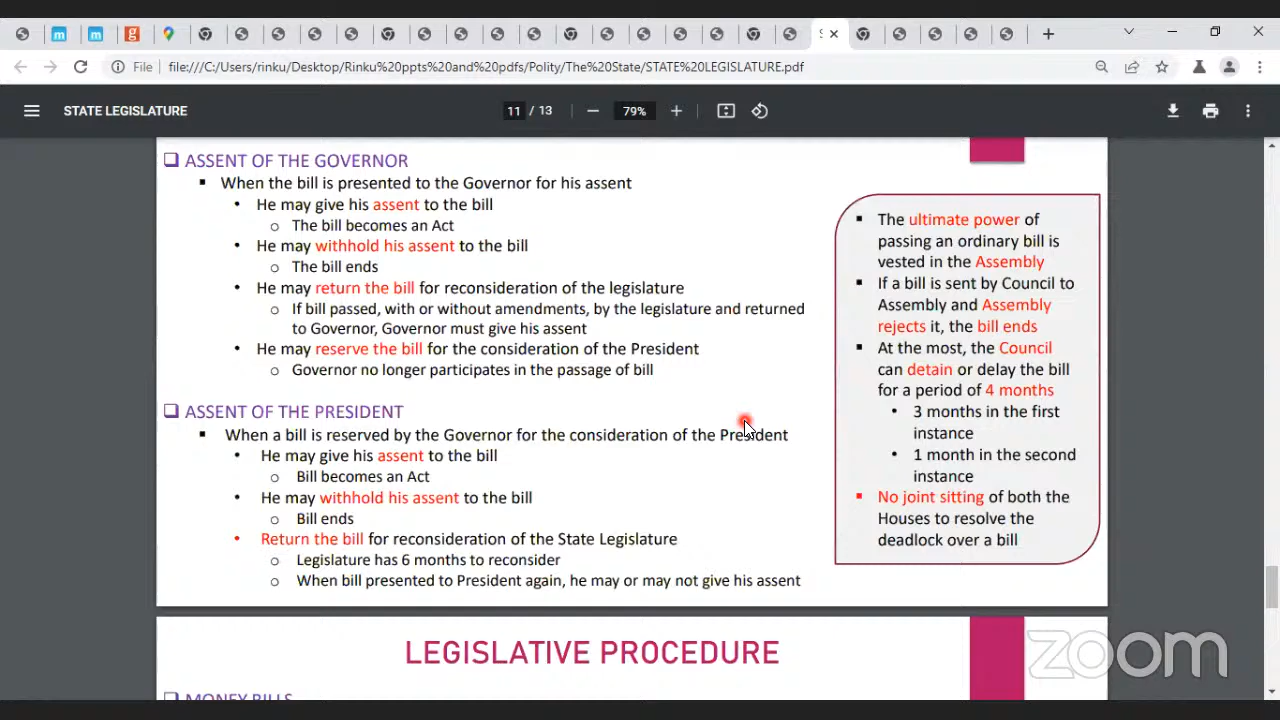 File
file:///C:/Users/rinku/Desktop/Rinku%20ppts%20and%20pdfs/Polity/The%20State/STATE%20LEGISLATURE.pdf
STATE LEGISLATURE
11 / 13
79%
❑ ASSENT OF THE GOVERNOR
▪ When the bill is presented to the Governor for his assent
• He may give his assent to the bill
o The bill becomes an Act
• He may withhold his assent to the bill
o The bill ends
• He may return the bill for reconsideration of the legislature
o If bill passed, with or without amendments, by the legislature and returned
to Governor, Governor must give his assent
• He may reserve the bill for the consideration of the President
o Governor no longer participates in the passage of bill
❑ ASSENT OF THE PRESIDENT
▪ When a bill is reserved by the Governor for the consideration of the President
• He may give his assent to the bill
o Bill becomes an Act
• He may withhold his assent to the bill
o Bill ends
• Return the bill for reconsideration of the State Legislature
o Legislature has 6 months to reconsider
o When bill presented to President again, he may or may not give his assent
▪ The ultimate power of
passing an ordinary bill is
vested in the Assembly
▪ If a bill is sent by Council to
Assembly and Assembly
rejects it, the bill ends
▪ At the most, the Council
can detain or delay the bill
for a period of 4 months
• 3 months in the first
instance
• 1 month in the second
instance
▪ No joint sitting of both the
Houses to resolve the
deadlock over a bill
LEGISLATIVE PROCEDURE
❑ MONEY BILLS
zoom